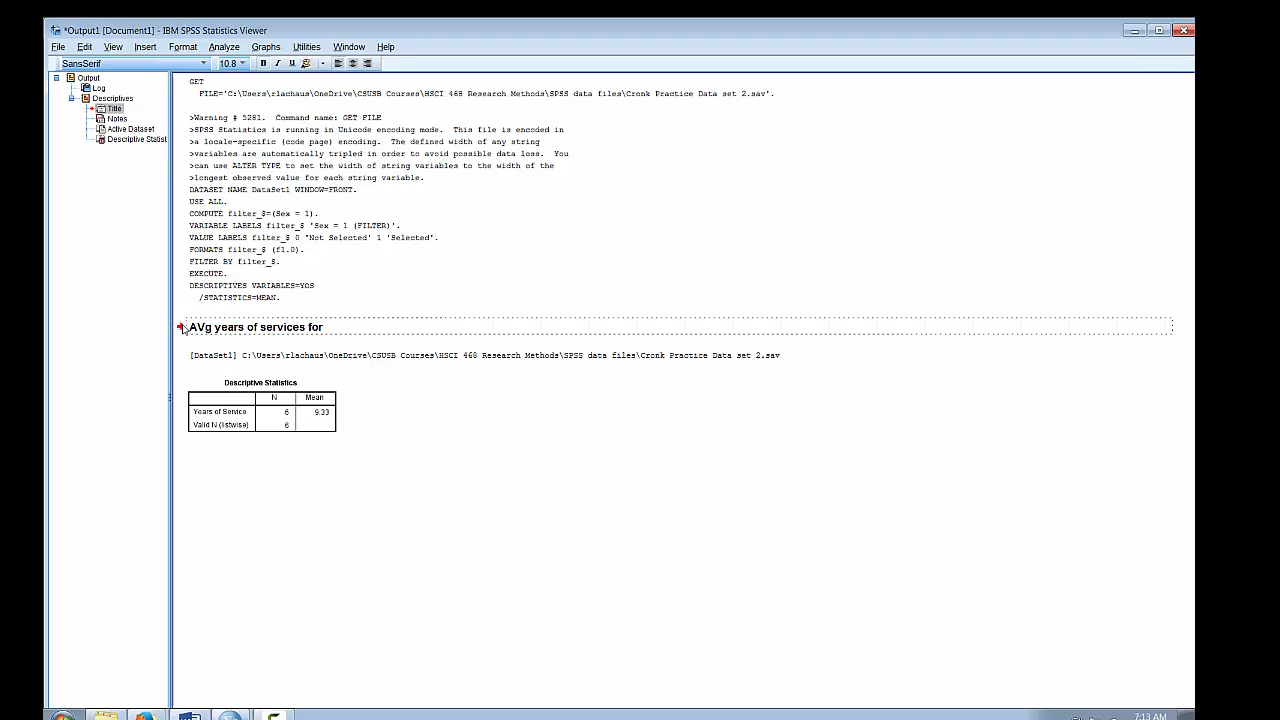 *Output1 [Document1] - IBM SPSS Statistics Viewer
File Edit View Insert Format Analyze Graphs Utilities Window Help
SansSerif 10.8 B I U
Output
Log
Descriptives
Title
Notes
Active Dataset
Descriptive Statist
GET
FILE='C:\Users\rlachaus\OneDrive\CSUSB Courses\HSCI 468 Research Methods\SPSS data files\Cronk Practice Data set 2.sav'.
>Warning # 5281.  Command name: GET FILE
>SPSS Statistics is running in Unicode encoding mode.  This file is encoded in
>a locale-specific (code page) encoding.  The defined width of any string
>variables are automatically tripled in order to avoid possible data loss.  You
>can use ALTER TYPE to set the width of string variables to the width of the
>longest observed value for each string variable.
DATASET NAME DataSet1 WINDOW=FRONT.
USE ALL.
COMPUTE filter_$=(Sex = 1).
VARIABLE LABELS filter_$ 'Sex = 1 (FILTER)'.
VALUE LABELS filter_$ 0 'Not Selected' 1 'Selected'.
FORMATS filter_$ (f1.0).
FILTER BY filter_$.
EXECUTE.
DESCRIPTIVES VARIABLES=YOS
/STATISTICS=MEAN.
AVg years of services for
[DataSet1] C:\Users\rlachaus\OneDrive\CSUSB Courses\HSCI 468 Research Methods\SPSS data files\Cronk Practice Data set 2.sav
Descriptive Statistics
N Mean
Years of Service 6 9.33
Valid N (listwise) 6
7:13 AM